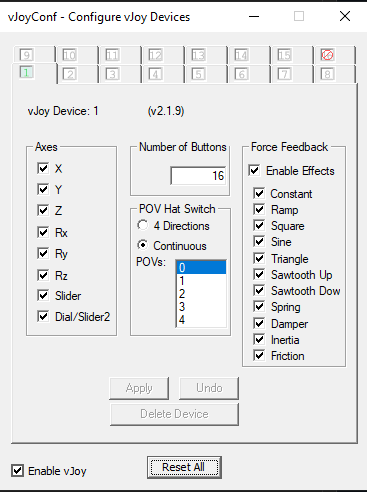 vJoyConf - Configure vJoy Devices
9 10 11 12 13 14 15
1 2 3 4 5 6 7 8
vJoy Device: 1 (v2.1.9)
Axes
X
Y
Z
Rx
Ry
Rz
Slider
Dial/Slider2
Number of Buttons
16
POV Hat Switch
4 Directions
Continuous
POVs:
0
1
2
3
4
Force Feedback
Enable Effects
Constant
Ramp
Square
Sine
Triangle
Sawtooth Up
Sawtooth Dow
Spring
Damper
Inertia
Friction
Apply Undo
Delete Device
Enable vJoy Reset All